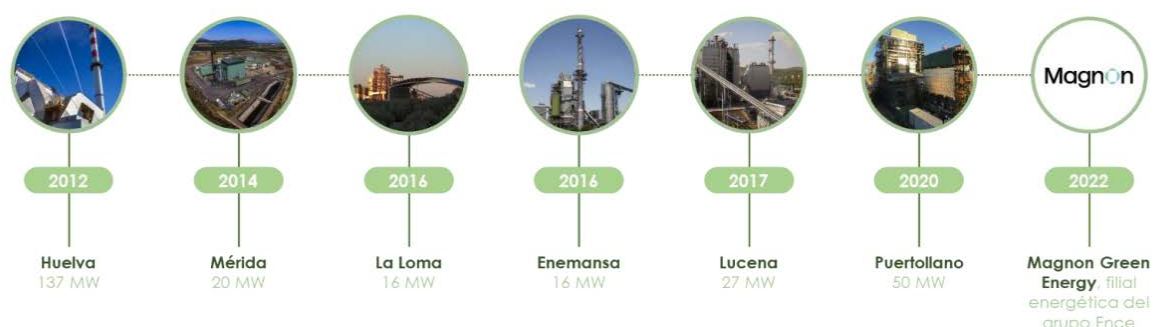 Magnon
2012
2014
2016
2016
2017
2020
2022
Huelva
137 MW
Mérida
20 MW
La Loma
16 MW
Enemansa
16 MW
Lucena
27 MW
Puertollano
50 MW
Magnon Green
Energy, filial
energética del
grupo Ence